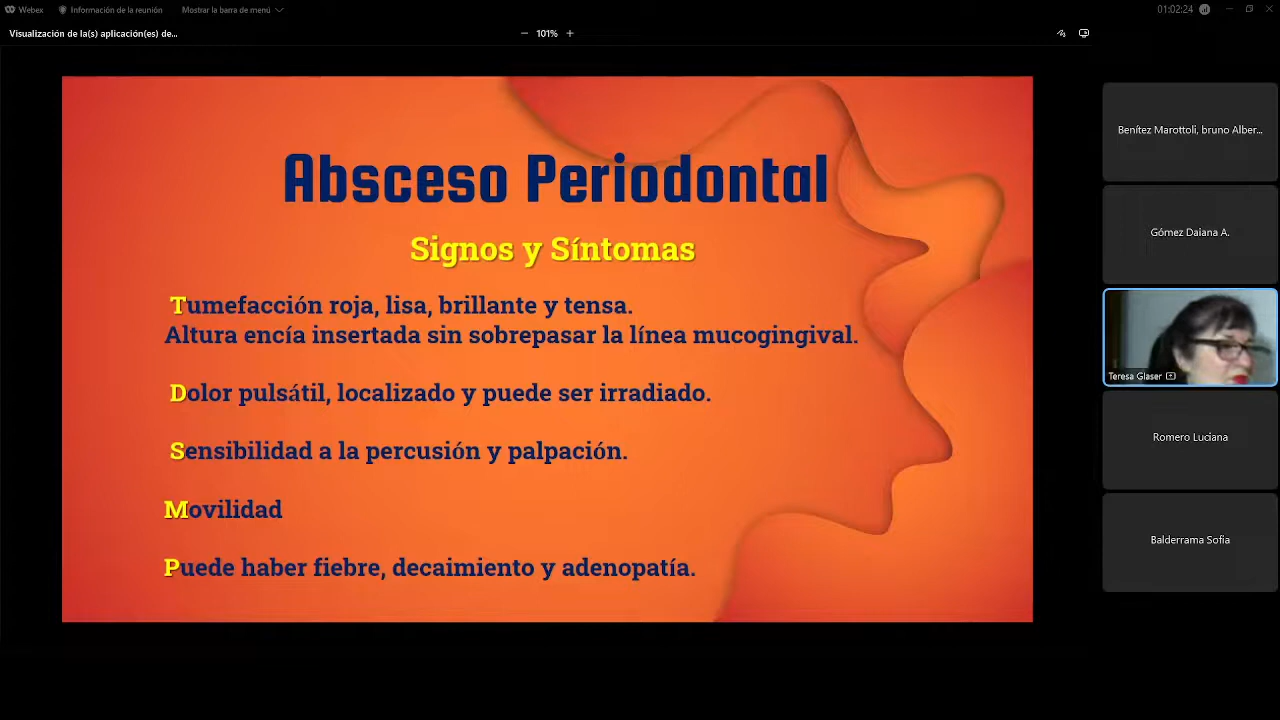 Webex
Información de la reunión
Mostrar la barra de menú
01:02:24
Visualización de la(s) aplicación(es) de...
101%
Absceso Periodontal
Signos y Síntomas
Tumefacción roja, lisa, brillante y tensa.
Altura encía insertada sin sobrepasar la línea mucogingival.
Dolor pulsátil, localizado y puede ser irradiado.
Sensibilidad a la percusión y palpación.
Movilidad
Puede haber fiebre, decaimiento y adenopatía.
Benítez Marottoli, bruno Alber...
Gómez Daiana A.
Teresa Glaser
Romero Luciana
Balderrama Sofia